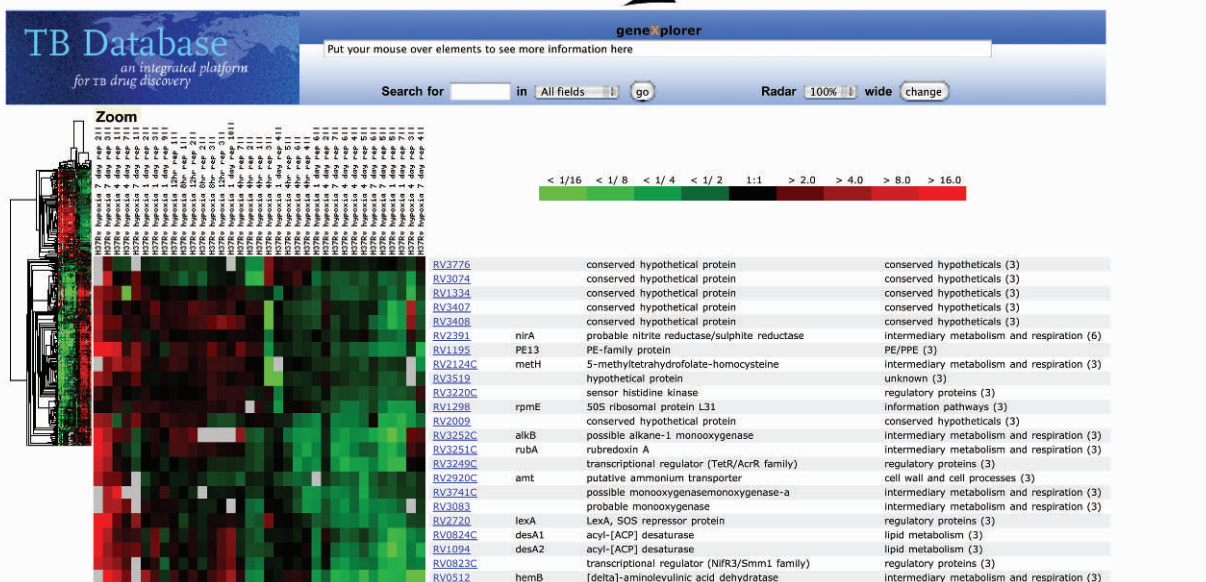 TB Database
an integrated platform
for TB drug discovery
geneXplorer
Put your mouse over elements to see more information here
Search for in All fields go Radar 100% wide change
Zoom
< 1/16 < 1/ 8 < 1/ 4 < 1/ 2 1:1 > 2.0 > 4.0 > 8.0 > 16.0
RV3776 conserved hypothetical protein conserved hypotheticals (3)
RV3074 conserved hypothetical protein conserved hypotheticals (3)
RV1334 conserved hypothetical protein conserved hypotheticals (3)
RV3407 conserved hypothetical protein conserved hypotheticals (3)
RV3408 conserved hypothetical protein conserved hypotheticals (3)
RV2391 nirA probable nitrite reductase/sulphite reductase intermediary metabolism and respiration (6)
RV1195 PE13 PE-family protein PE/PPE (3)
RV2124C metH 5-methyltetrahydrofolate-homocysteine intermediary metabolism and respiration (3)
RV3519 hypothetical protein unknown (3)
RV3220C sensor histidine kinase regulatory proteins (3)
RV1298 rpmE 50S ribosomal protein L31 information pathways (3)
RV2009 conserved hypothetical protein conserved hypotheticals (3)
RV3252C alkB possible alkane-1 monooxygenase intermediary metabolism and respiration (3)
RV3251C rubA rubredoxin A intermediary metabolism and respiration (3)
RV3249C transcriptional regulator (TetR/AcrR family) regulatory proteins (3)
RV2920C amt putative ammonium transporter cell wall and cell processes (3)
RV3741C possible monooxygenasemonoxygenase-a intermediary metabolism and respiration (3)
RV3083 probable monooxygenase intermediary metabolism and respiration (3)
RV2720 lexA LexA, SOS repressor protein regulatory proteins (3)
RV0824C desA1 acyl-[ACP] desaturase lipid metabolism (3)
RV1094 desA2 acyl-[ACP] desaturase lipid metabolism (3)
RV0823C transcriptional regulator (NifR3/Smm1 family) regulatory proteins (3)
RV0512 hemB [delta]-aminolevulinic acid dehydratase intermediary metabolism and respiration (3)